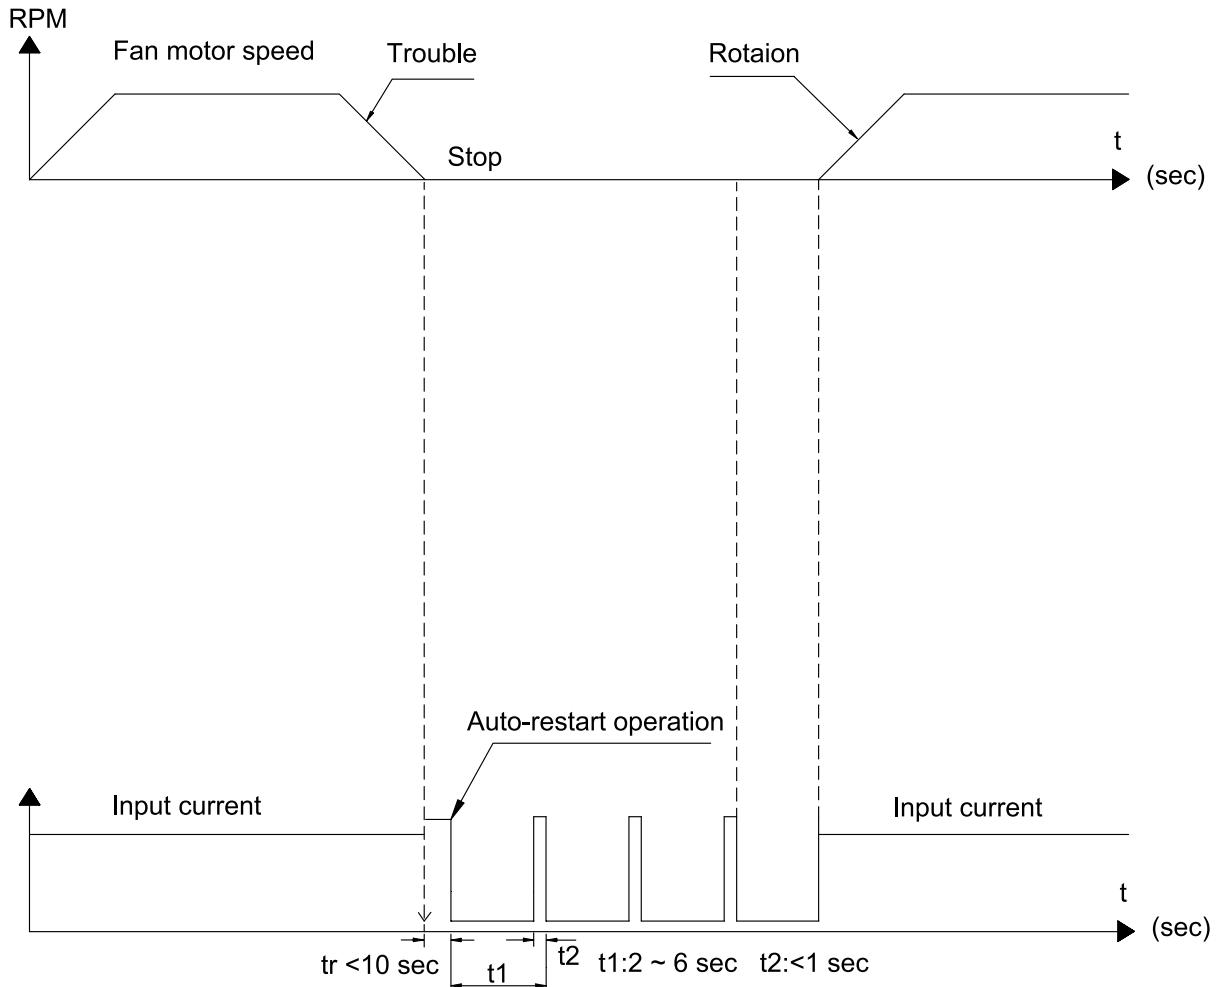 RPM
Fan motor speed
Trouble
Rotaion
Stop
t
(sec)
Auto-restart operation
Input current
Input current
t
(sec)
tr <10 sec
t1
t2
t1:2 ~ 6 sec
t2:<1 sec